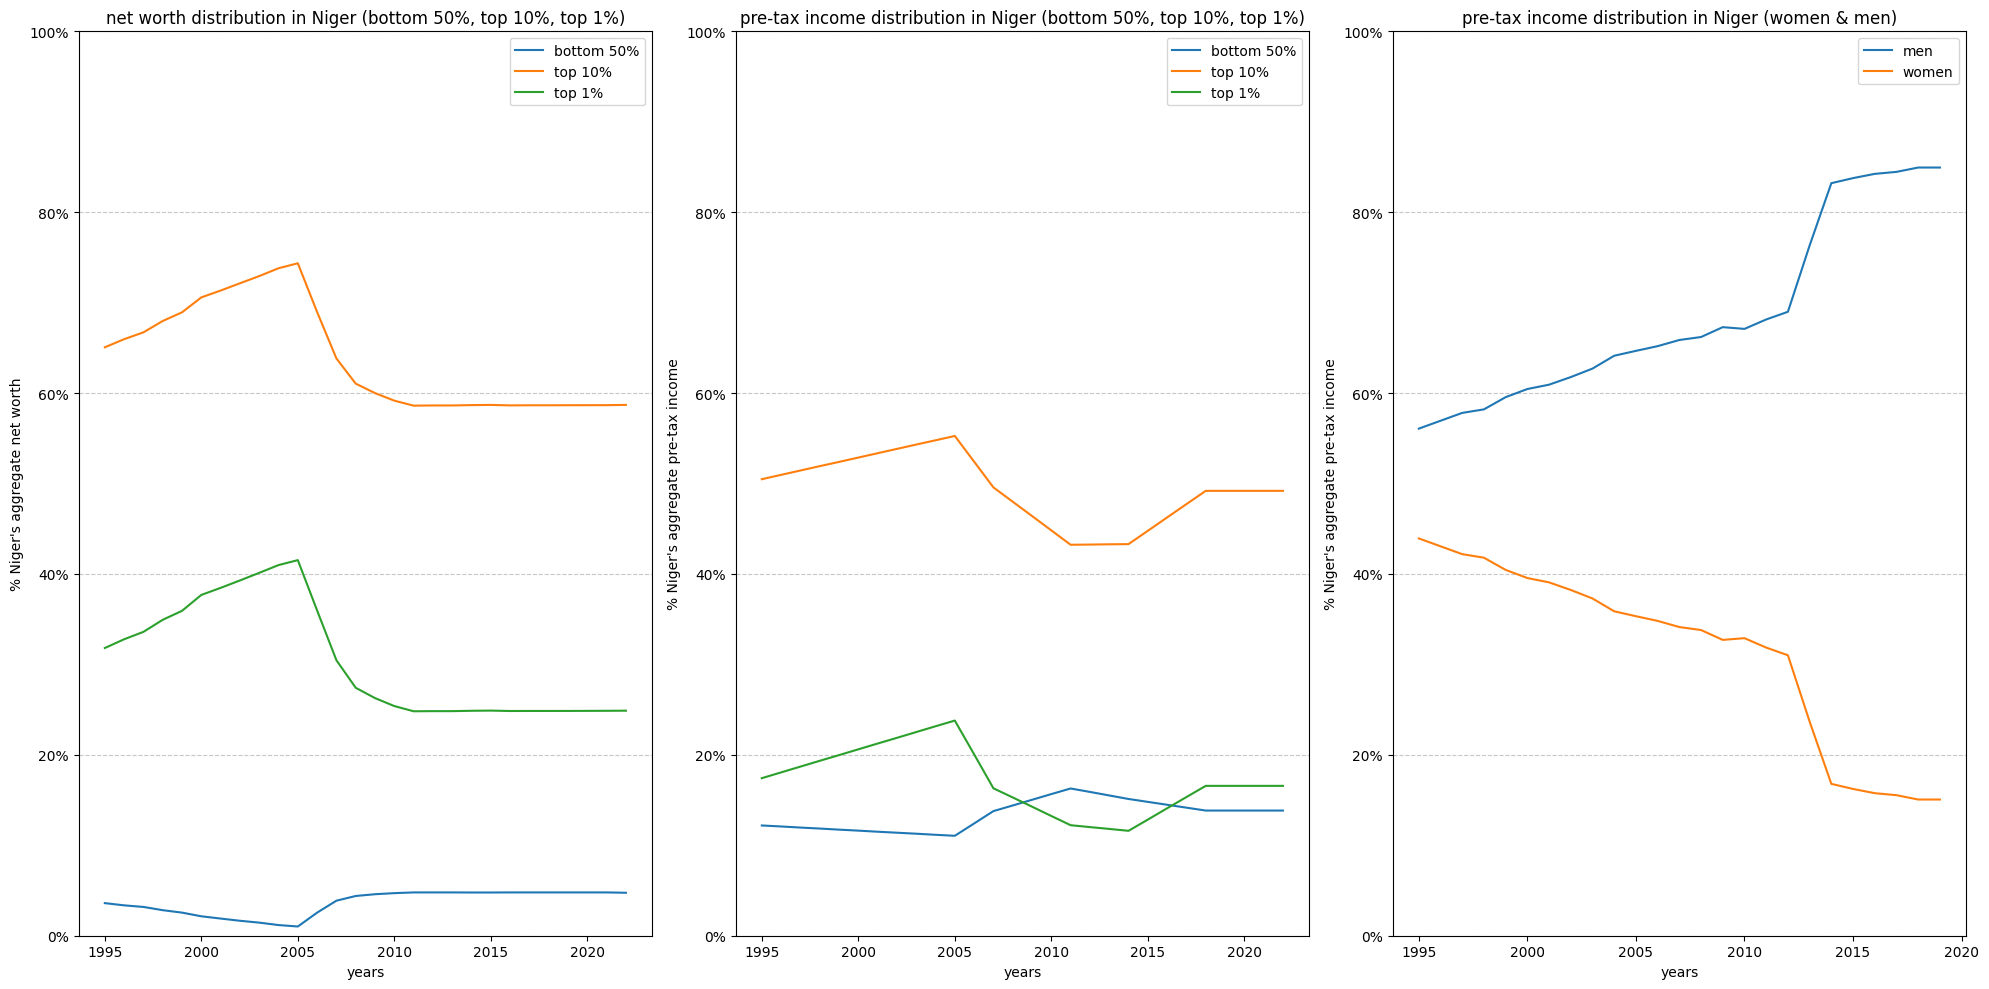 net worth distribution in Niger (bottom 50%, top 10%, top 1%)
100%
80%
60%
40%
20%
0%
% Niger's aggregate net worth
bottom 50%
top 10%
top 1%
1995
2000
2005
2010
2015
2020
years
pre-tax income distribution in Niger (bottom 50%, top 10%, top 1%)
100%
80%
60%
40%
20%
0%
% Niger's aggregate pre-tax income
bottom 50%
top 10%
top 1%
1995
2000
2005
2010
2015
2020
years
pre-tax income distribution in Niger (women & men)
100%
80%
60%
40%
20%
0%
% Niger's aggregate pre-tax income
men
women
1995
2000
2005
2010
2015
2020
years